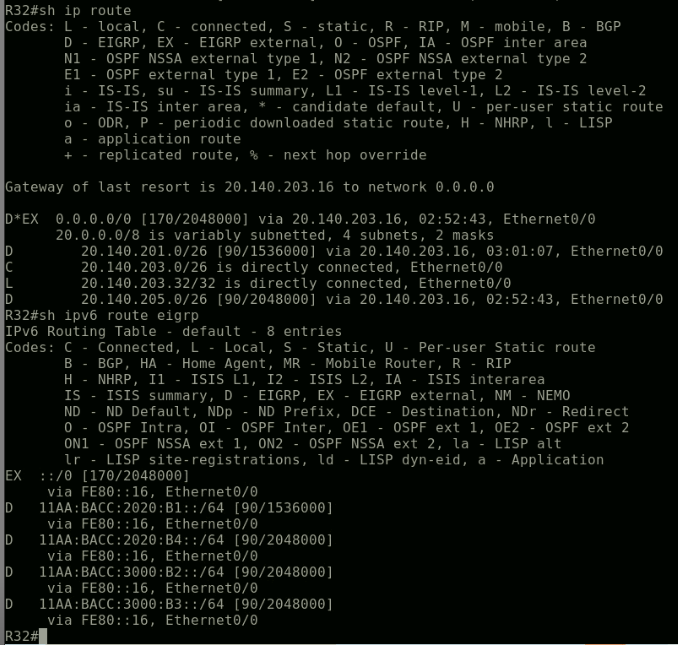 R32#sh ip route
Codes: L - local, C - connected, S - static, R - RIP, M - mobile, B - BGP
       D - EIGRP, EX - EIGRP external, O - OSPF, IA - OSPF inter area
       N1 - OSPF NSSA external type 1, N2 - OSPF NSSA external type 2
       E1 - OSPF external type 1, E2 - OSPF external type 2
       i - IS-IS, su - IS-IS summary, L1 - IS-IS level-1, L2 - IS-IS level-2
       ia - IS-IS inter area, * - candidate default, U - per-user static route
       o - ODR, P - periodic downloaded static route, H - NHRP, l - LISP
       a - application route
       + - replicated route, % - next hop override
Gateway of last resort is 20.140.203.16 to network 0.0.0.0
D*EX  0.0.0.0/0 [170/2048000] via 20.140.203.16, 02:52:43, Ethernet0/0
      20.0.0.0/8 is variably subnetted, 4 subnets, 2 masks
D        20.140.201.0/26 [90/1536000] via 20.140.203.16, 03:01:07, Ethernet0/0
C        20.140.203.0/26 is directly connected, Ethernet0/0
L        20.140.203.32/32 is directly connected, Ethernet0/0
D        20.140.205.0/26 [90/2048000] via 20.140.203.16, 02:52:43, Ethernet0/0
R32#sh ipv6 route eigrp
IPv6 Routing Table - default - 8 entries
Codes: C - Connected, L - Local, S - Static, U - Per-user Static route
       B - BGP, HA - Home Agent, MR - Mobile Router, R - RIP
       H - NHRP, I1 - ISIS L1, I2 - ISIS L2, IA - ISIS interarea
       IS - ISIS summary, D - EIGRP, EX - EIGRP external, NM - NEMO
       ND - ND Default, NDp - ND Prefix, DCE - Destination, NDr - Redirect
       O - OSPF Intra, OI - OSPF Inter, OE1 - OSPF ext 1, OE2 - OSPF ext 2
       ON1 - OSPF NSSA ext 1, ON2 - OSPF NSSA ext 2, la - LISP alt
       lr - LISP site-registrations, ld - LISP dyn-eid, a - Application
EX  ::/0 [170/2048000]
     via FE80::16, Ethernet0/0
D   11AA:BACC:2020:B1::/64 [90/1536000]
     via FE80::16, Ethernet0/0
D   11AA:BACC:2020:B4::/64 [90/2048000]
     via FE80::16, Ethernet0/0
D   11AA:BACC:3000:B2::/64 [90/2048000]
     via FE80::16, Ethernet0/0
D   11AA:BACC:3000:B3::/64 [90/2048000]
     via FE80::16, Ethernet0/0
R32#